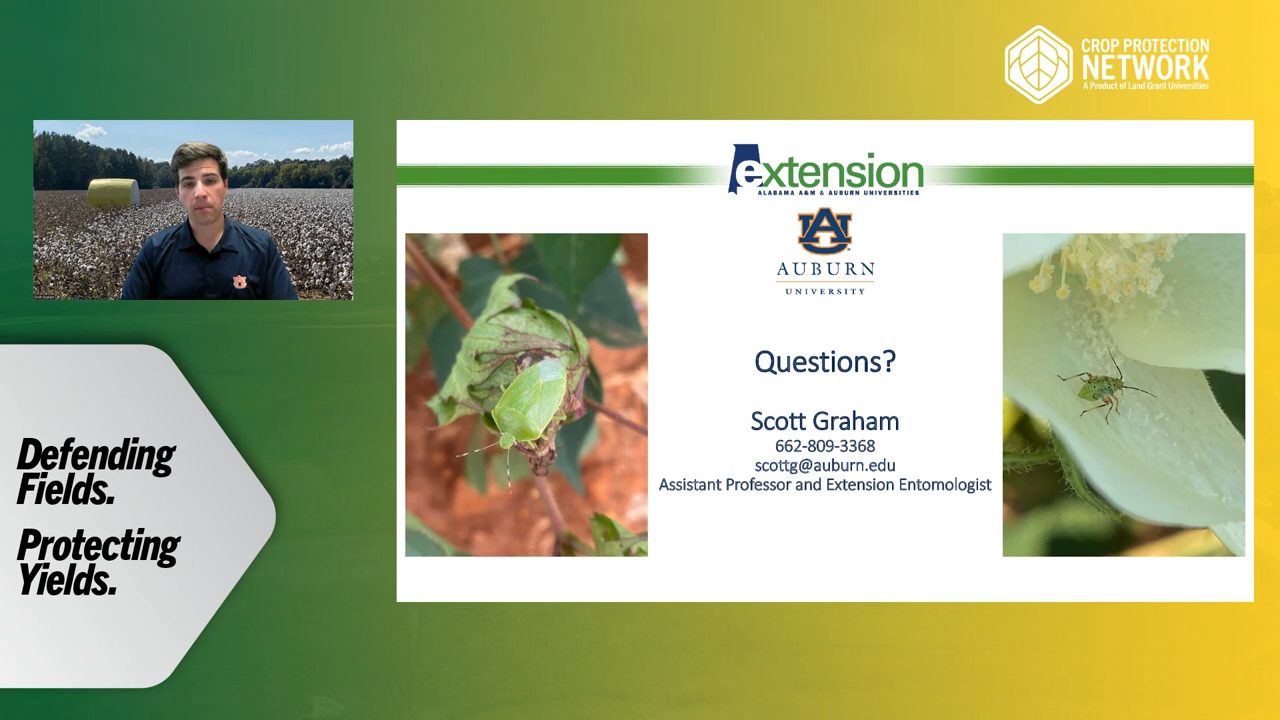 CROP PROTECTION
NETWORK
A Product of Land Grant Universities
extension
ALABAMA A&M & AUBURN UNIVERSITIES
AU
AUBURN
UNIVERSITY
Questions?
Scott Graham
662-809-3368
scottg@auburn.edu
Assistant Professor and Extension Entomologist
Defending
Fields.
Protecting
Yields.